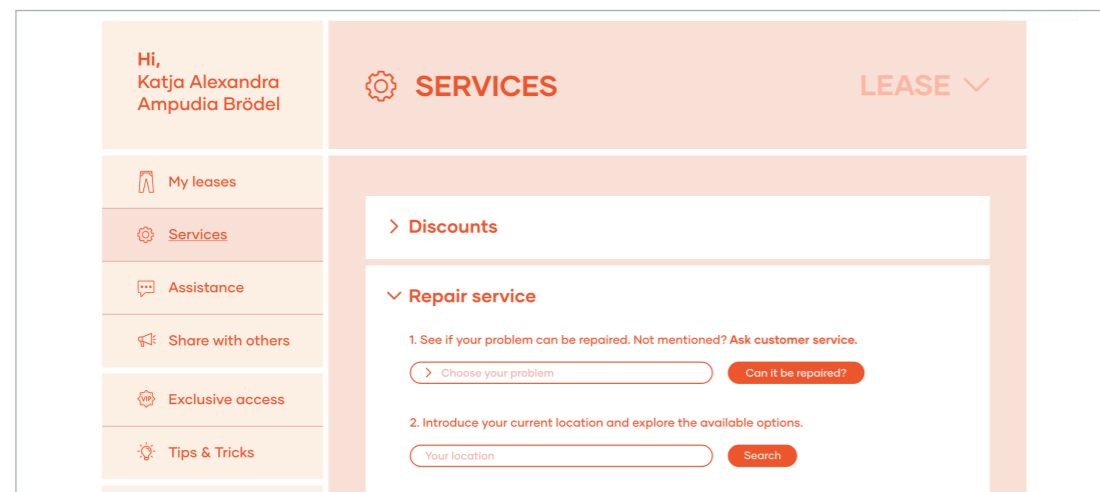 Hi,
Katja Alexandra
Ampudia Brödel
SERVICES
LEASE
My leases
Services
Assistance
Share with others
VIP Exclusive access
Tips & Tricks
Discounts
Repair service
1. See if your problem can be repaired. Not mentioned? Ask customer service.
Choose your problem
Can it be repaired?
2. Introduce your current location and explore the available options.
Your location
Search